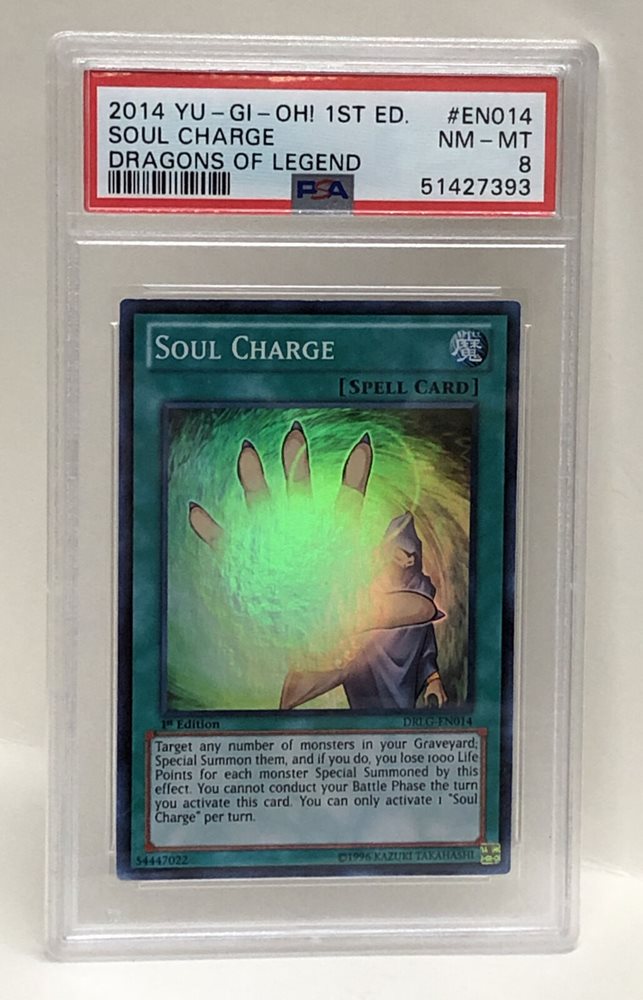 2014 YU-GI-OH! 1ST ED. #EN014
SOUL CHARGE NM-MT
DRAGONS OF LEGEND 8
PSA 51427393
SOUL CHARGE 魔
[SPELL CARD]
1st Edition DRLG-EN014
Target any number of monsters in your Graveyard;
Special Summon them, and if you do, you lose 1000 Life
Points for each monster Special Summoned by this
effect. You cannot conduct your Battle Phase the turn
you activate this card. You can only activate 1 "Soul
Charge" per turn.
54447022 ©1996 KAZUKI TAKAHASHI